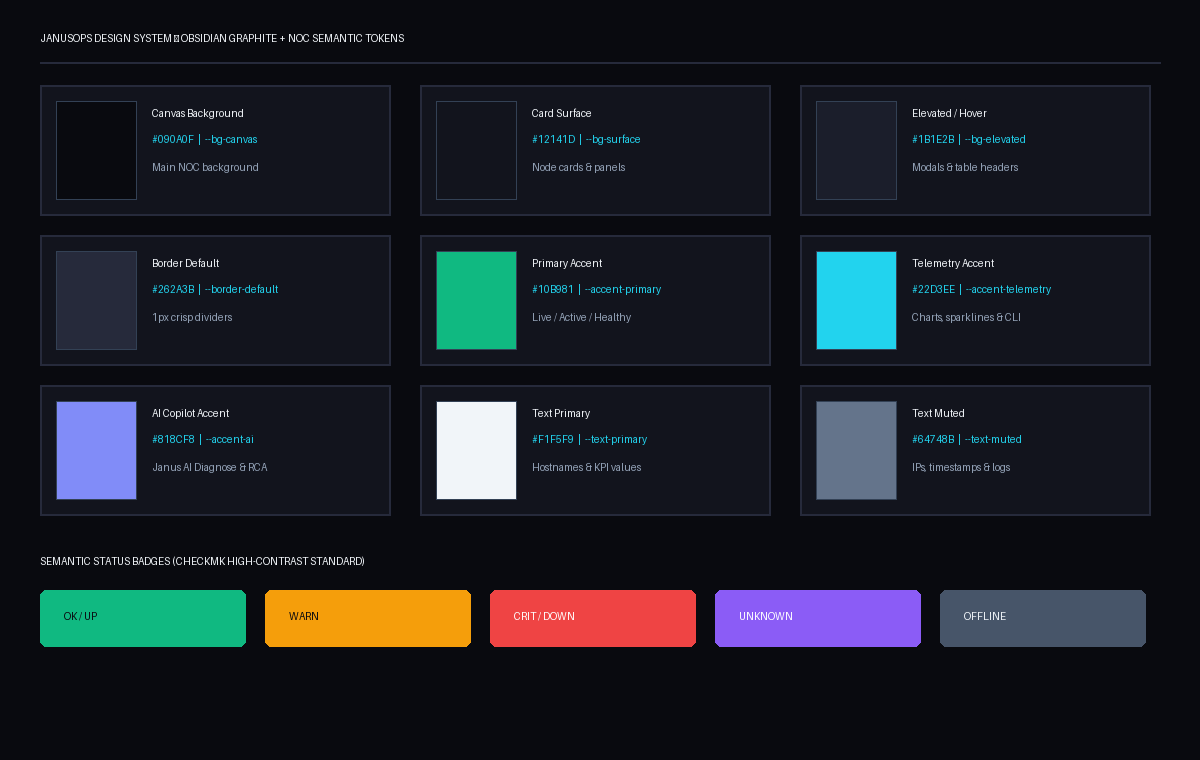 JANUSOPS DESIGN SYSTEM OBSIDIAN GRAPHITE + NOC SEMANTIC TOKENS
Canvas Background
#090A0F | --bg-canvas
Main NOC background
Card Surface
#12141D | --bg-surface
Node cards & panels
Elevated / Hover
#1B1E2B | --bg-elevated
Modals & table headers
Border Default
#262A3B | --border-default
1px crisp dividers
Primary Accent
#10B981 | --accent-primary
Live / Active / Healthy
Telemetry Accent
#22D3EE | --accent-telemetry
Charts, sparklines & CLI
AI Copilot Accent
#818CF8 | --accent-ai
Janus AI Diagnose & RCA
Text Primary
#F1F5F9 | --text-primary
Hostnames & KPI values
Text Muted
#64748B | --text-muted
IPs, timestamps & logs
SEMANTIC STATUS BADGES (CHECKMK HIGH-CONTRAST STANDARD)
OK / UP
WARN
CRIT / DOWN
UNKNOWN
OFFLINE